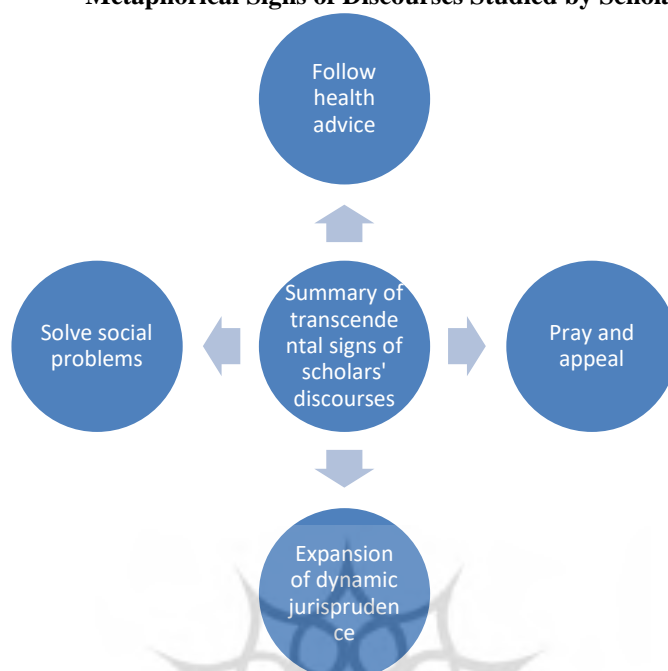 Metaphorical Signs of Discourses Studied by Schola
Follow
health
advice
Solve social
problems
Summary of
transcende
ntal signs of
scholars'
discourses
Pray and
appeal
Expansion
of dynamic
jurispruden
ce